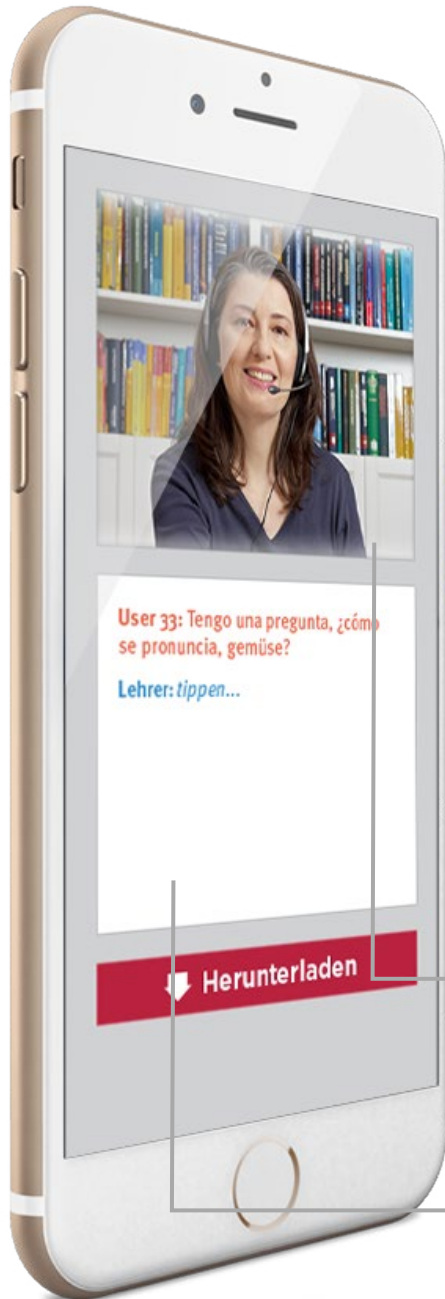 User 33: Tengo una pregunta, ¿cómo
se pronuncia, gemüse?
Lehrer: tippen...
Herunterladen